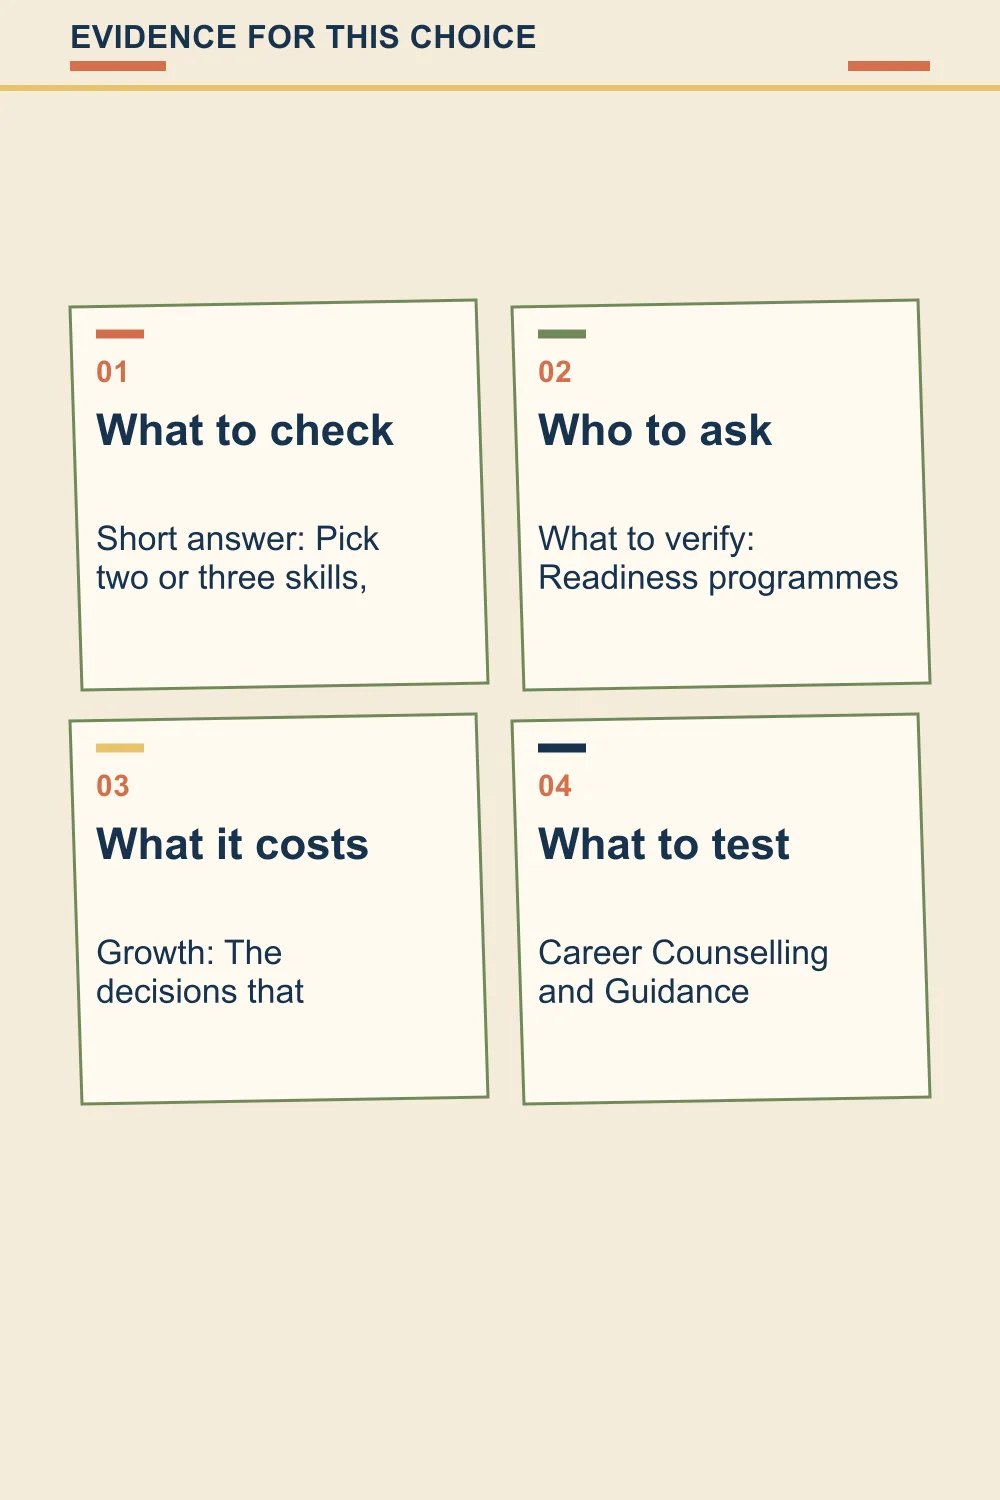 EVIDENCE FOR THIS CHOICE
01
What to check
Short answer: Pick
two or three skills,
02
Who to ask
What to verify:
Readiness programmes
03
What it costs
Growth: The
decisions that
04
What to test
Career Counselling
and Guidance